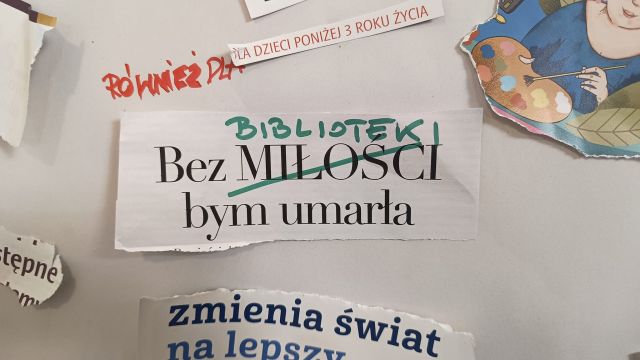 DLA DZIECI PONIŻEJ 3 ROKU ŻYCIA
RÓWNIEŻ DLA
BIBLIOTEKI
Bez MIŁOŚCI
bym umarła
stępne
zmienia świat
na lepszy